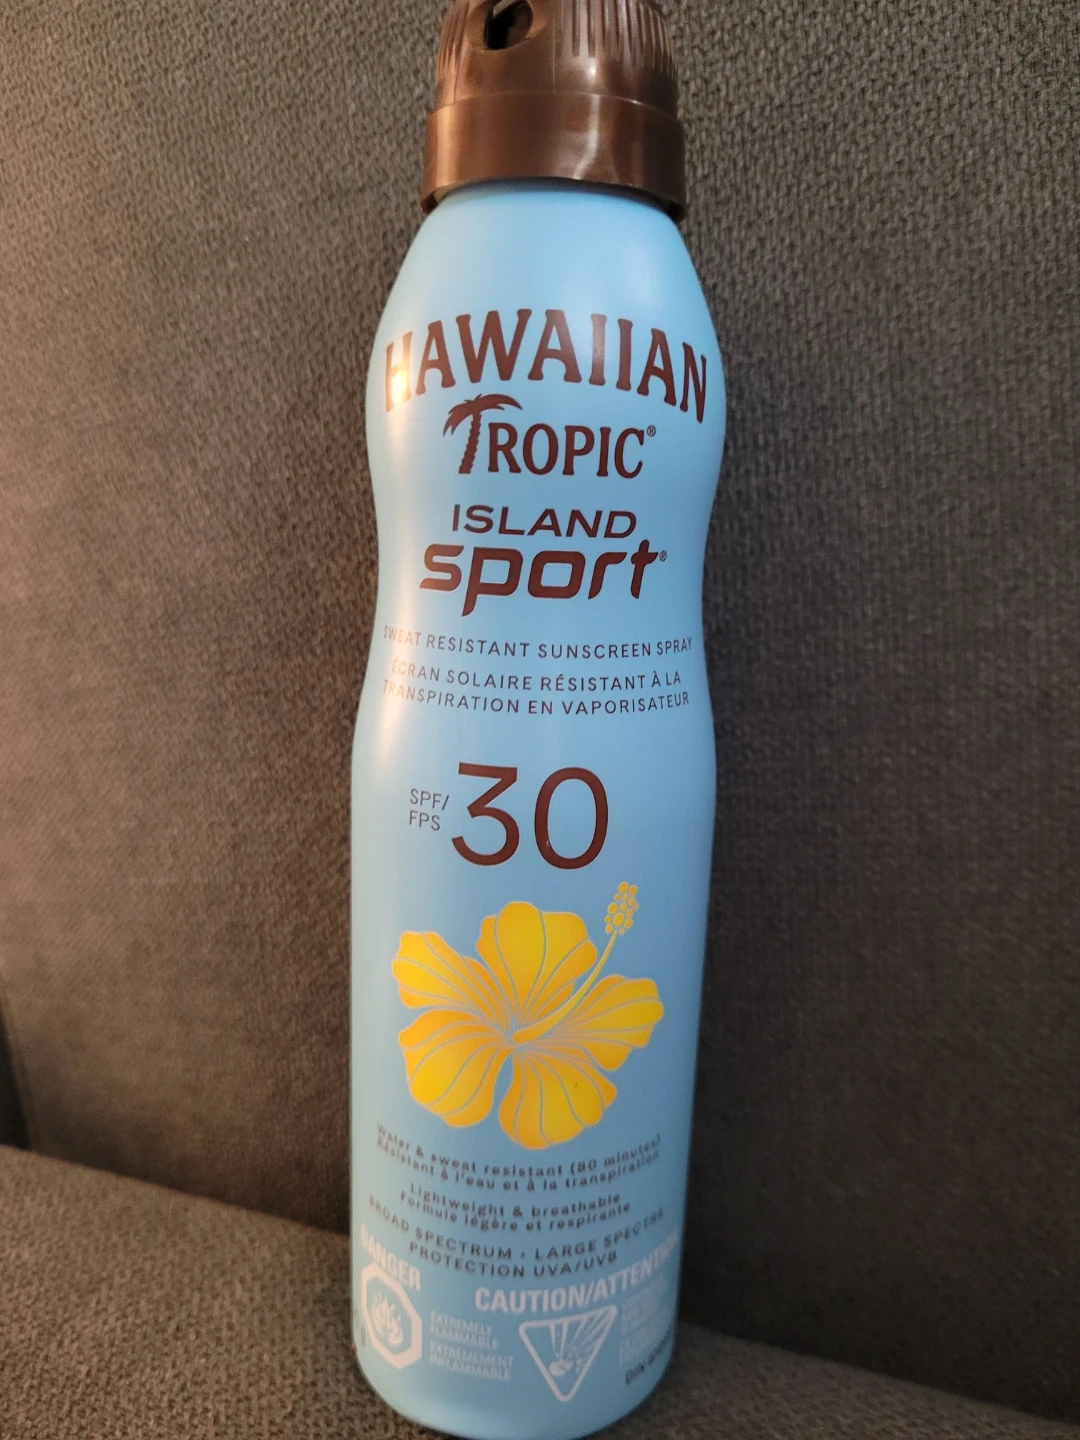 HAWAIIAN
TROPIC®
ISLAND
sport®
SWEAT RESISTANT SUNSCREEN SPRAY
ÉCRAN SOLAIRE RÉSISTANT À LA
TRANSPIRATION EN VAPORISATEUR
SPF/
FPS
30
Water & sweat resistant (80 minutes)
Résistant à l'eau et à la transpiration
Lightweight & breathable
Formule légère et respirante
BROAD SPECTRUM • LARGE SPECTRE
PROTECTION UVA/UVB
DANGER
EXTREMELY
FLAMMABLE
EXTRÊMEMENT
INFLAMMABLE
CAUTION/ATTENTION